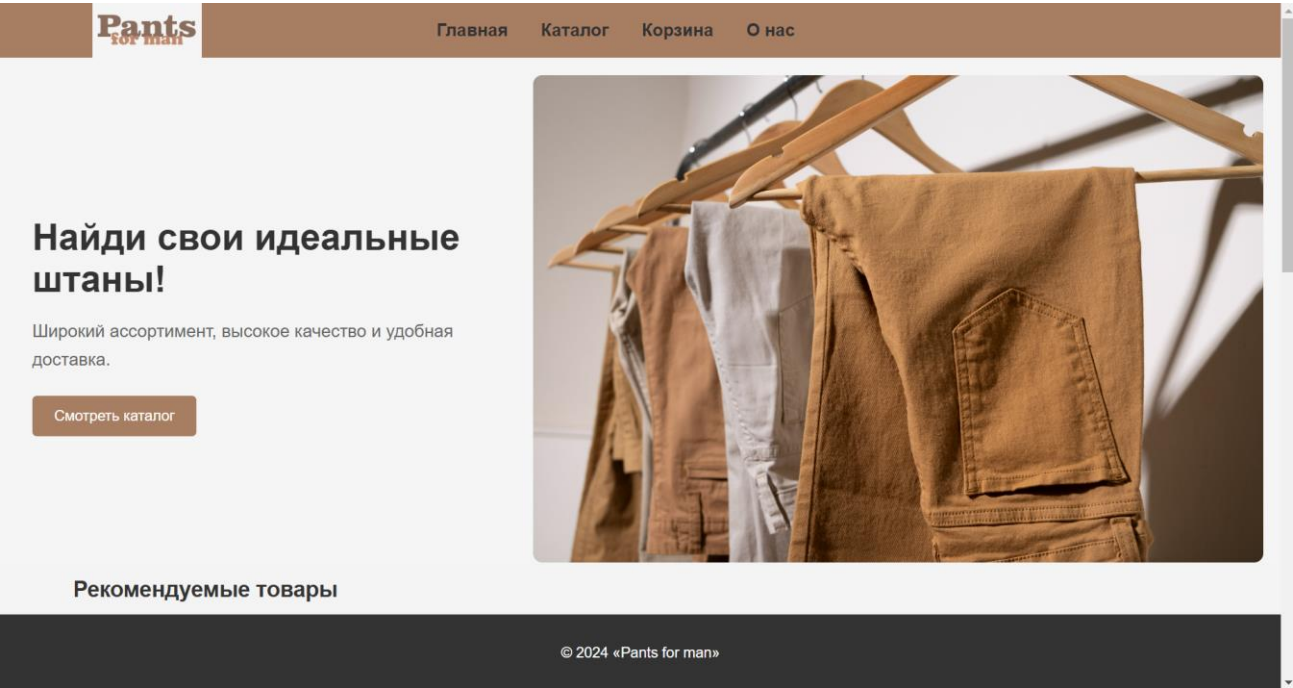 Pants
for man
Главная Каталог Корзина О нас
Найди свои идеальные
штаны!
Широкий ассортимент, высокое качество и удобная
доставка.
Смотреть каталог
Рекомендуемые товары
© 2024 «Pants for man»